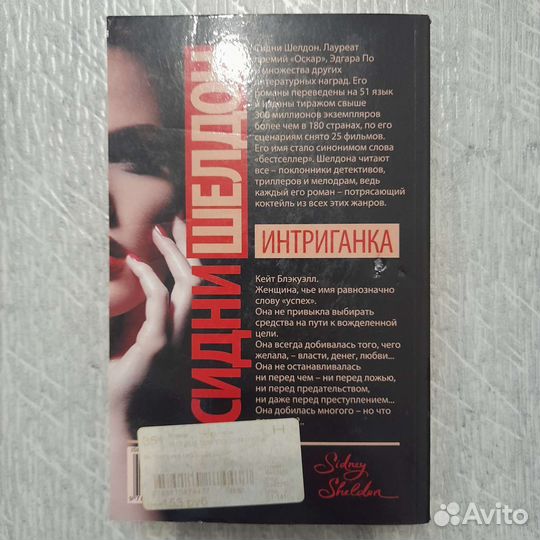 Сидни Шелдон. Лауреат
премий «Оскар», Эдгара По
и множества других
литературных наград. Его
романы переведены на 51 язык
и изданы тиражом свыше
300 миллионов экземпляров
более чем в 180 странах, по его
сценариям снято 25 фильмов.
Его имя стало синонимом слова
«бестселлер». Шелдона читают
все – поклонники детективов,
триллеров и мелодрам, ведь
каждый его роман – потрясающий
коктейль из всех этих жанров.
СИДНИ ШЕЛДОН
ИНТРИГАНКА
Кейт Блэкуэлл.
Женщина, чье имя равнозначно
слову «успех».
Она не привыкла выбирать
средства на пути к вожделенной
цели.
Она всегда добивалась того, чего
желала, – власти, денег, любви...
Она не останавливалась
ни перед чем – ни перед ложью,
ни перед предательством,
ни даже перед преступлением...
Она добилась многого – но что
Sidney
Sheldon
Avito